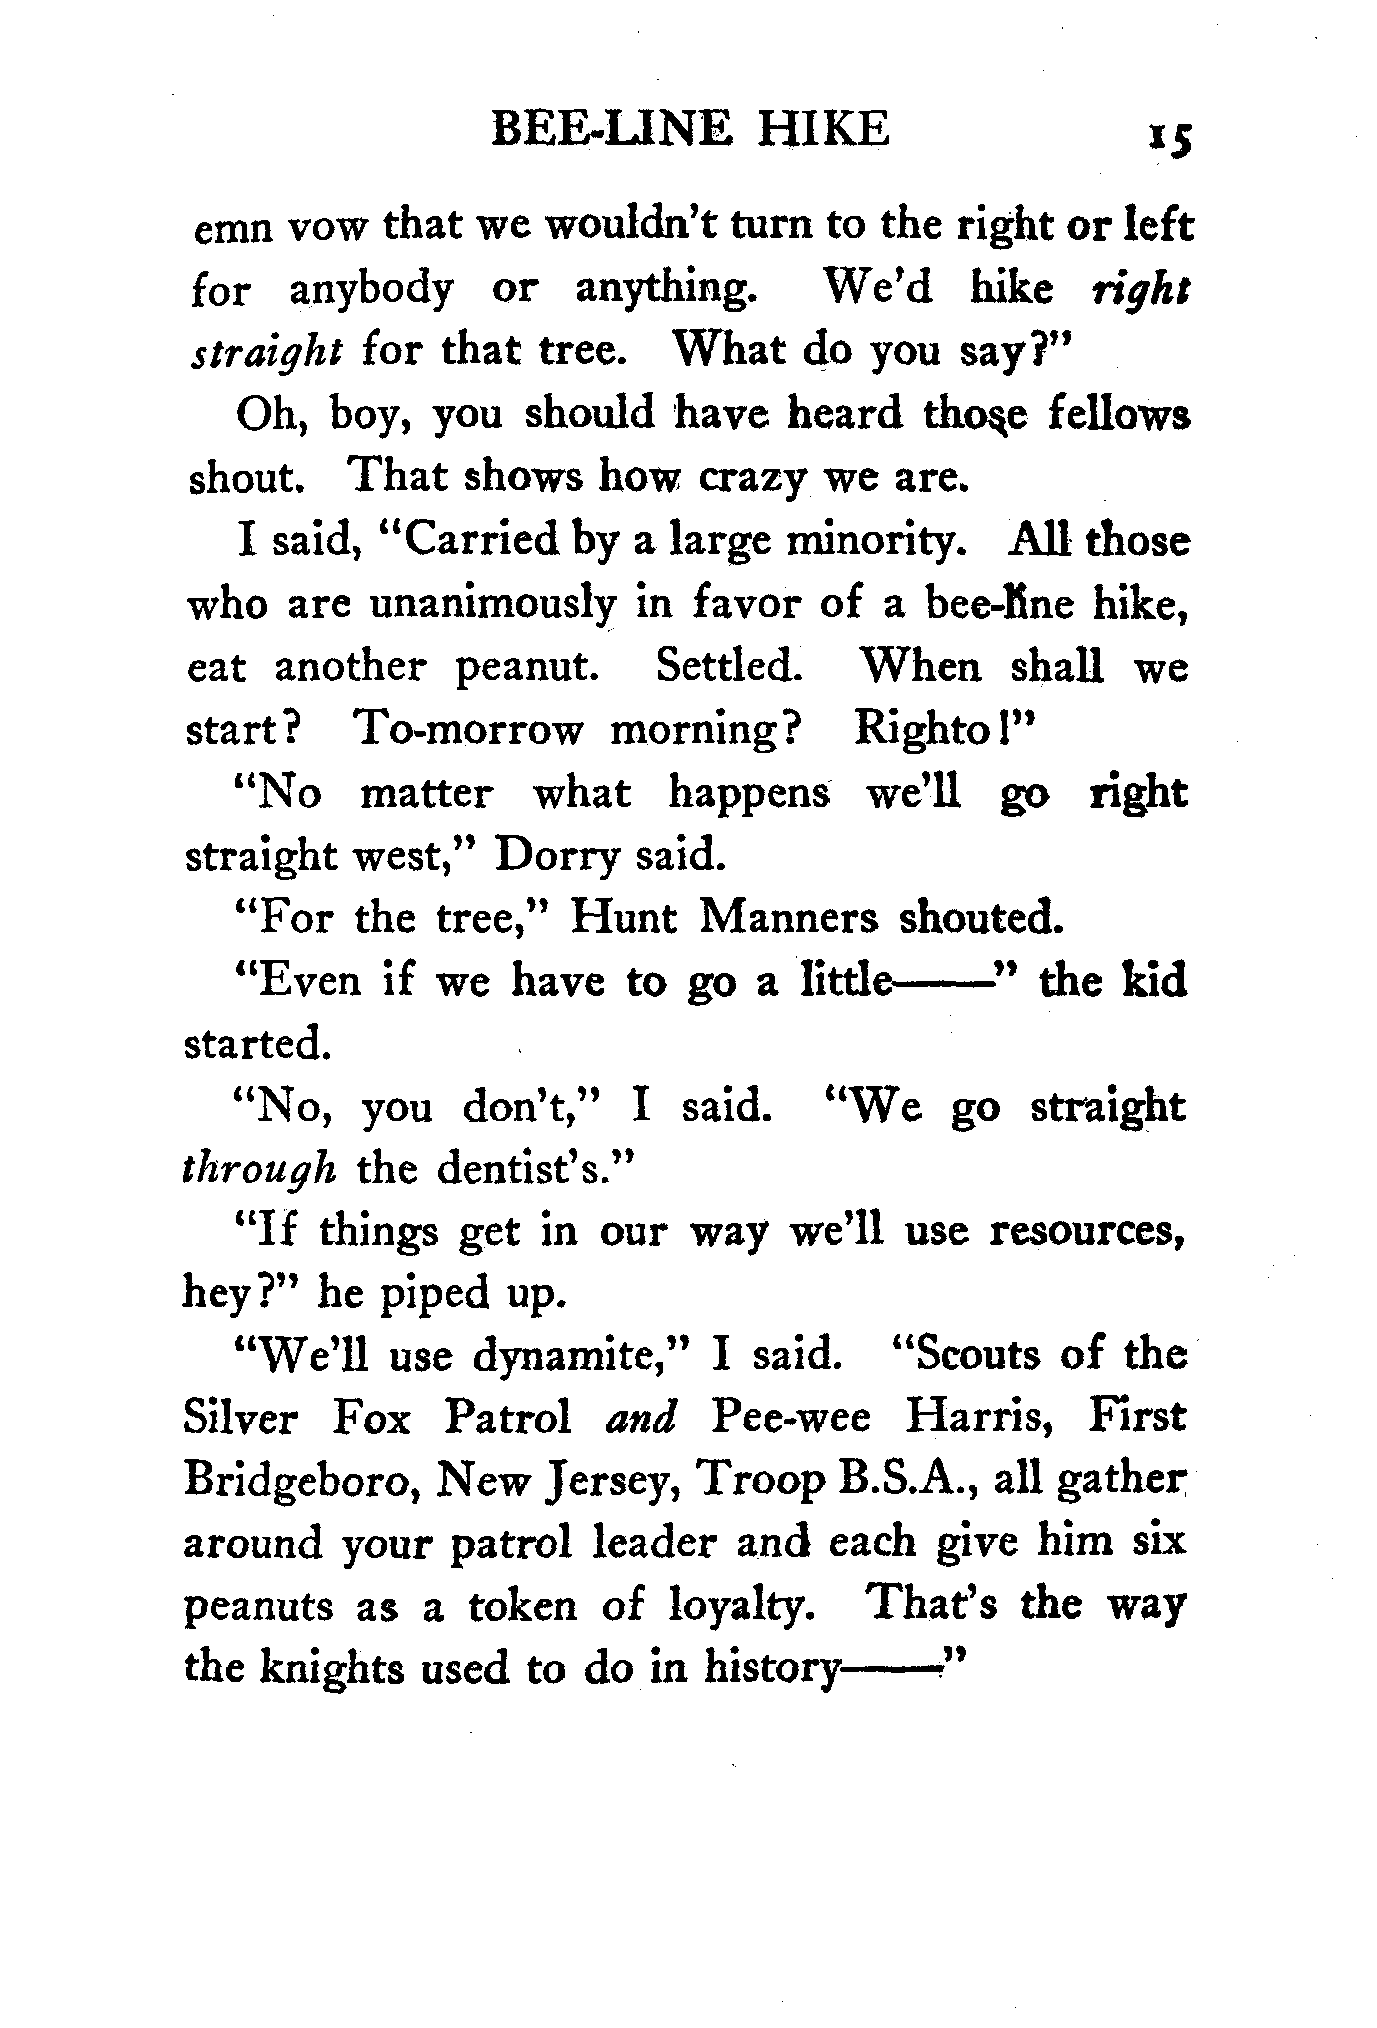 BEE-LINE HIKE 15
emn vow that we wouldn't turn to the right or left
for anybody or anything. We'd hike right
straight for that tree. What do you say?"
Oh, boy, you should have heard those fellows
shout. That shows how crazy we are.
I said, "Carried by a large minority. All those
who are unanimously in favor of a bee-line hike,
eat another peanut. Settled. When shall we
start? To-morrow morning? Righto!"
"No matter what happens we'll go right
straight west," Dorry said.
"For the tree," Hunt Manners shouted.
"Even if we have to go a little——" the kid
started.
"No, you don't," I said. "We go straight
through the dentist's."
"If things get in our way we'll use resources,
hey?" he piped up.
"We'll use dynamite," I said. "Scouts of the
Silver Fox Patrol and Pee-wee Harris, First
Bridgeboro, New Jersey, Troop B.S.A., all gather
around your patrol leader and each give him six
peanuts as a token of loyalty. That's the way
the knights used to do in history——"